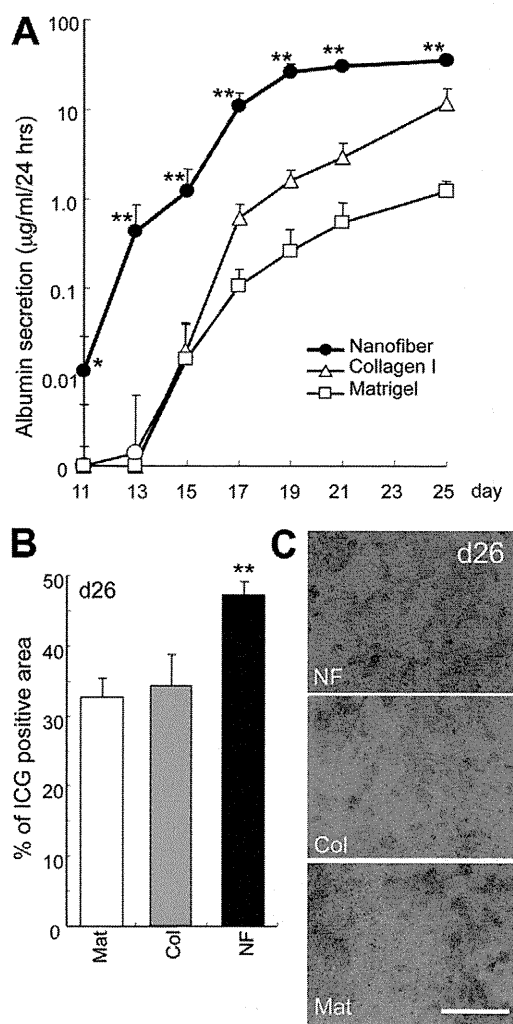 A
Albumin secretion (μg/ml/24 hrs)
100
10
1.0
0.1
0.01
0
*
**
**
**
**
**
**
Nanofiber
Collagen I
Matrigel
11 13 15 17 19 21 23 25 day
B
d26
% of ICG positive area
50
40
30
20
10
0
**
Mat Col NF
C
d26
NF
Col
Mat